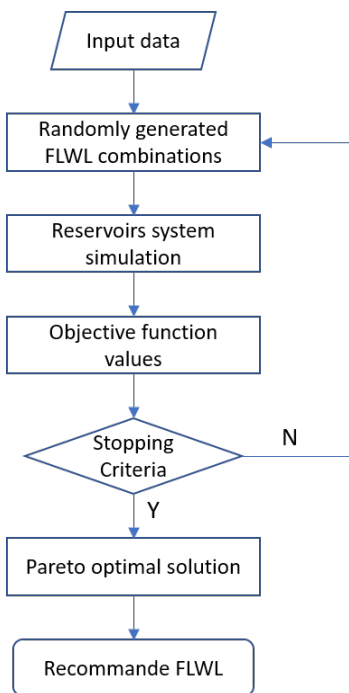 Input data
Randomly generated
FLWL combinations
Reservoirs system
simulation
Objective function
values
Stopping
Criteria
N
Y
Pareto optimal solution
Recommande FLWL